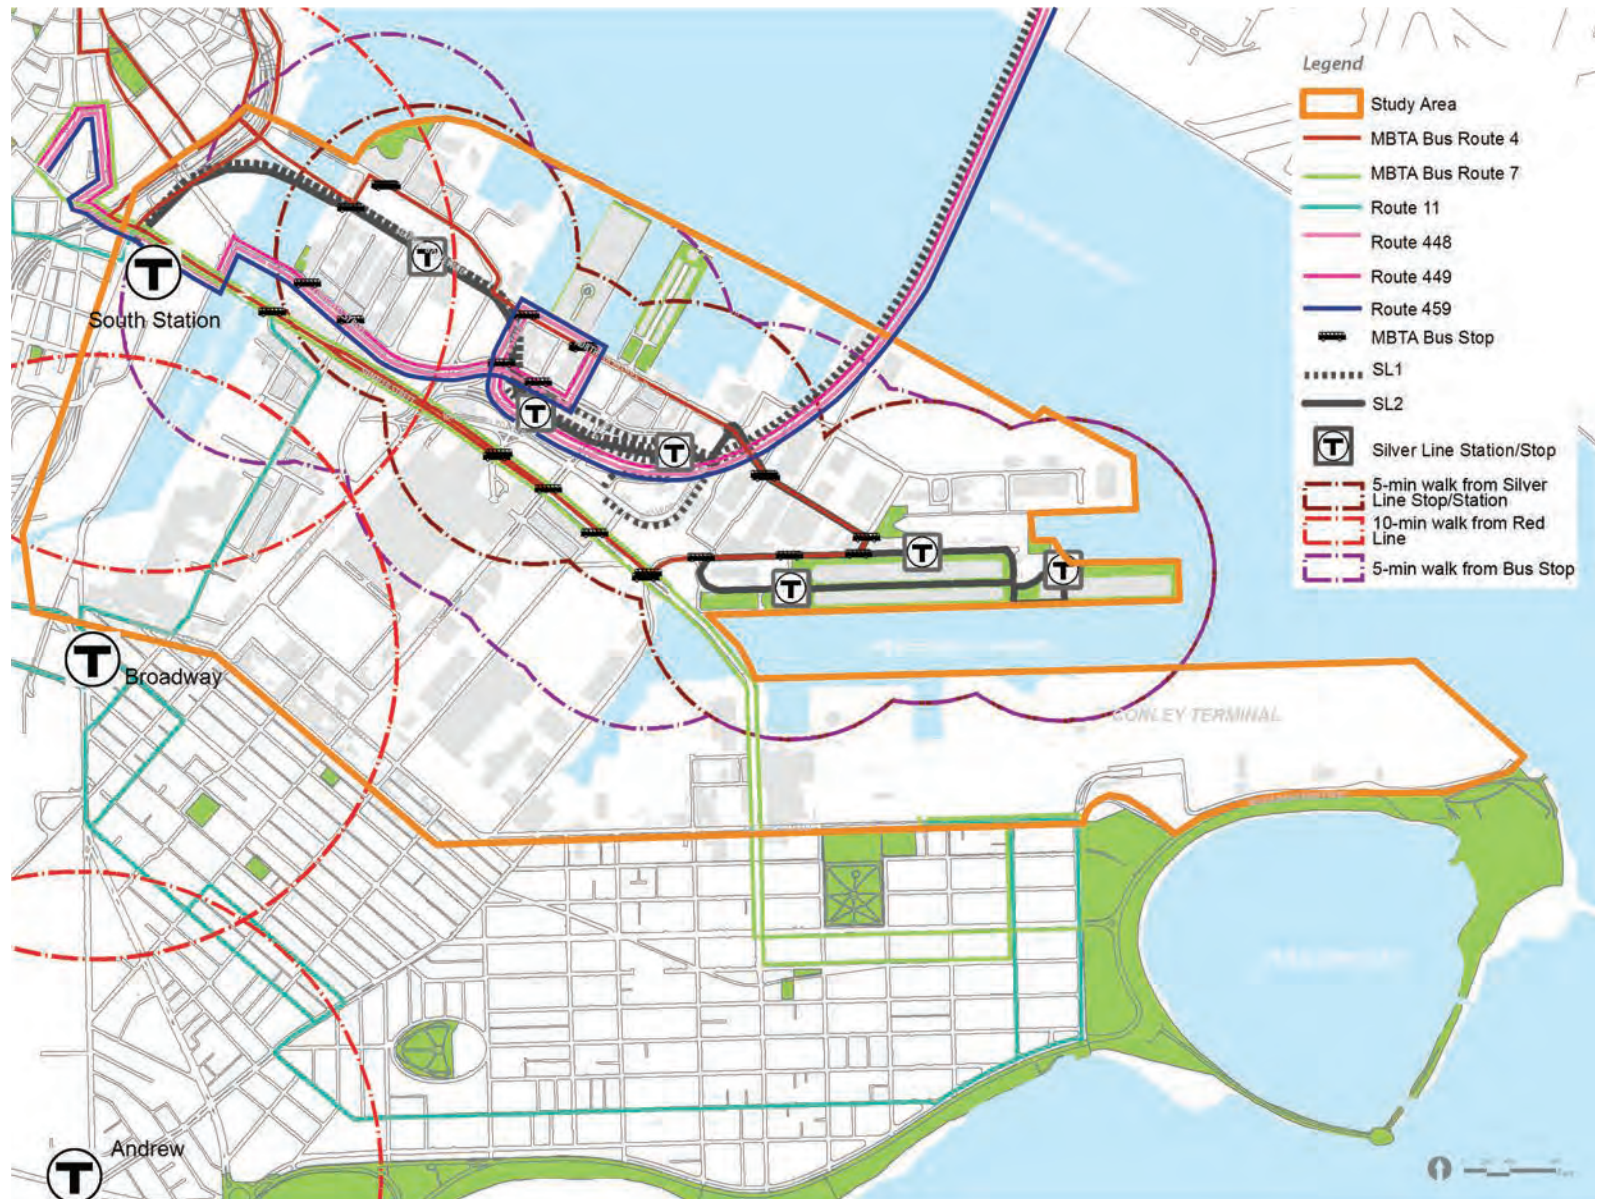 Legend
Study Area
MBTA Bus Route 4
MBTA Bus Route 7
Route 11
Route 448
Route 449
Route 459
MBTA Bus Stop
SL1
SL2
T
Silver Line Station/Stop
5-min walk from Silver
Line Stop/Station
10-min walk from Red
Line
5-min walk from Bus Stop
T
South Station
T
T
T
T
T
T
T
Broadway
CONLEY TERMINAL
T
Andrew